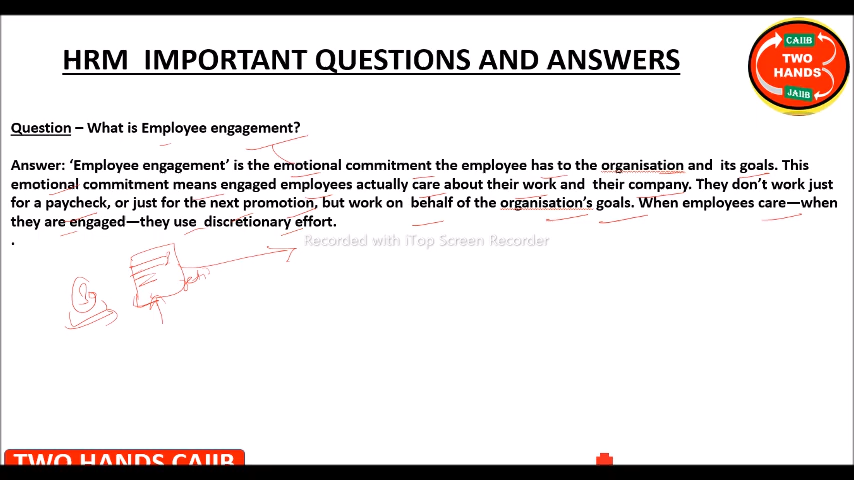 HRM IMPORTANT QUESTIONS AND ANSWERS
CAIIB
TWO
HANDS
JAIIB
Question – What is Employee engagement?
Answer: ‘Employee engagement’ is the emotional commitment the employee has to the organisation and its goals. This
emotional commitment means engaged employees actually care about their work and their company. They don’t work just
for a paycheck, or just for the next promotion, but work on behalf of the organisation’s goals. When employees care—when
they are engaged—they use discretionary effort.
.
Recorded with iTop Screen Recorder
TWO HANDS CAIIB